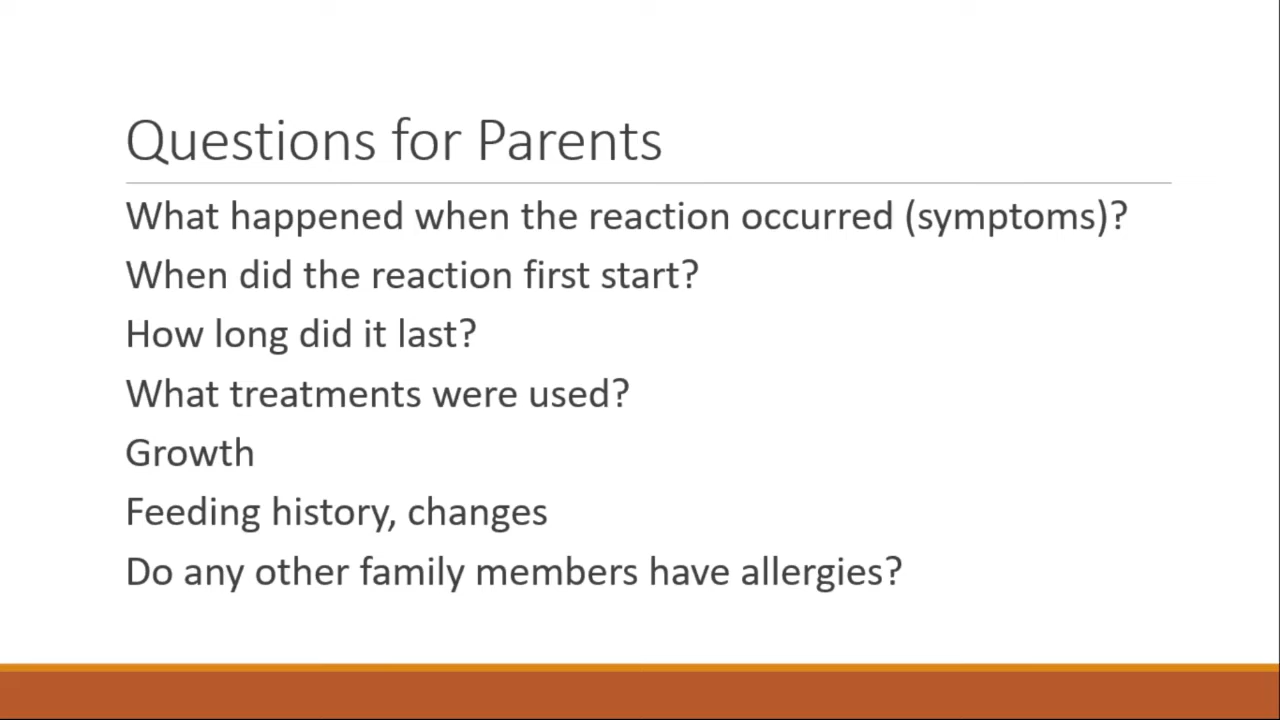 Questions for Parents
What happened when the reaction occurred (symptoms)?
When did the reaction first start?
How long did it last?
What treatments were used?
Growth
Feeding history, changes
Do any other family members have allergies?